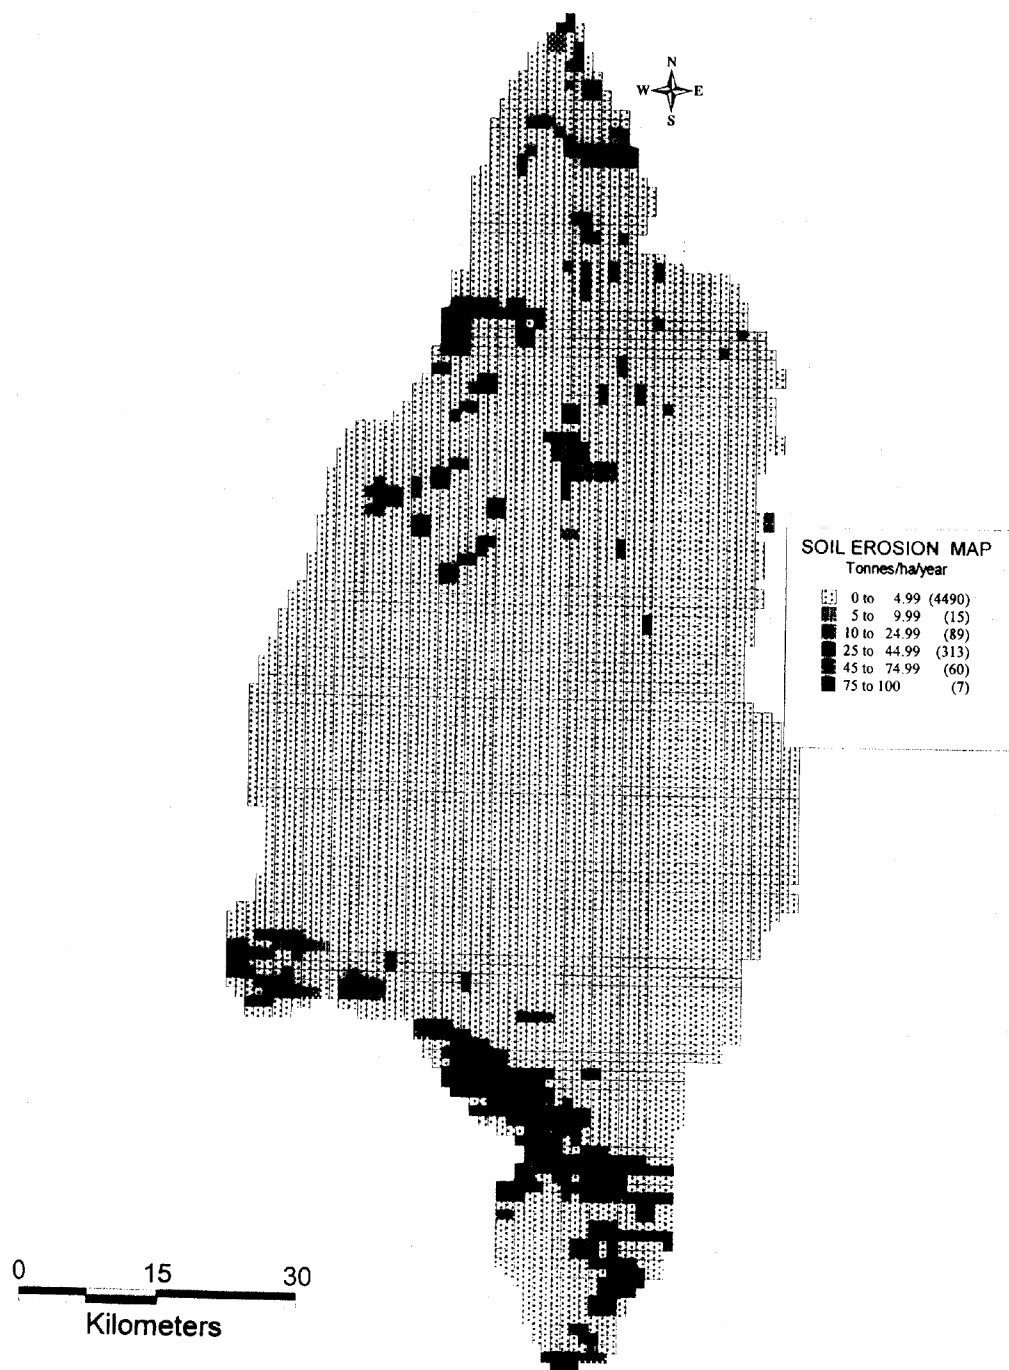 N
W E
S
SOIL EROSION MAP
Tonnes/ha/year
0 to 4.99 (4490)
5 to 9.99 (15)
10 to 24.99 (89)
25 to 44.99 (313)
45 to 74.99 (60)
75 to 100 (7)
0 15 30
Kilometers